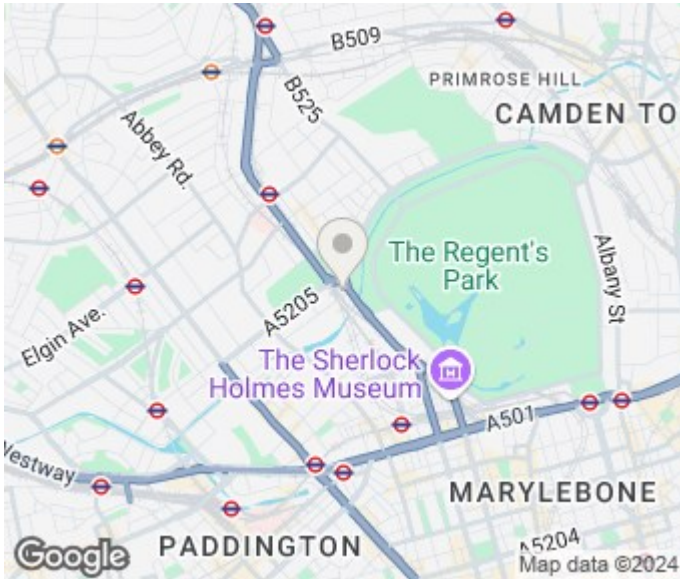 B509
PRIMROSE HILL
B525
CAMDEN TO
Abbey Rd.
The Regent's
Park
Albany St
Elgin Ave.
A5205
The Sherlock
Holmes Museum
A501
Westway
MARYLEBONE
PADDINGTON
A5204
Google
Map data ©2024